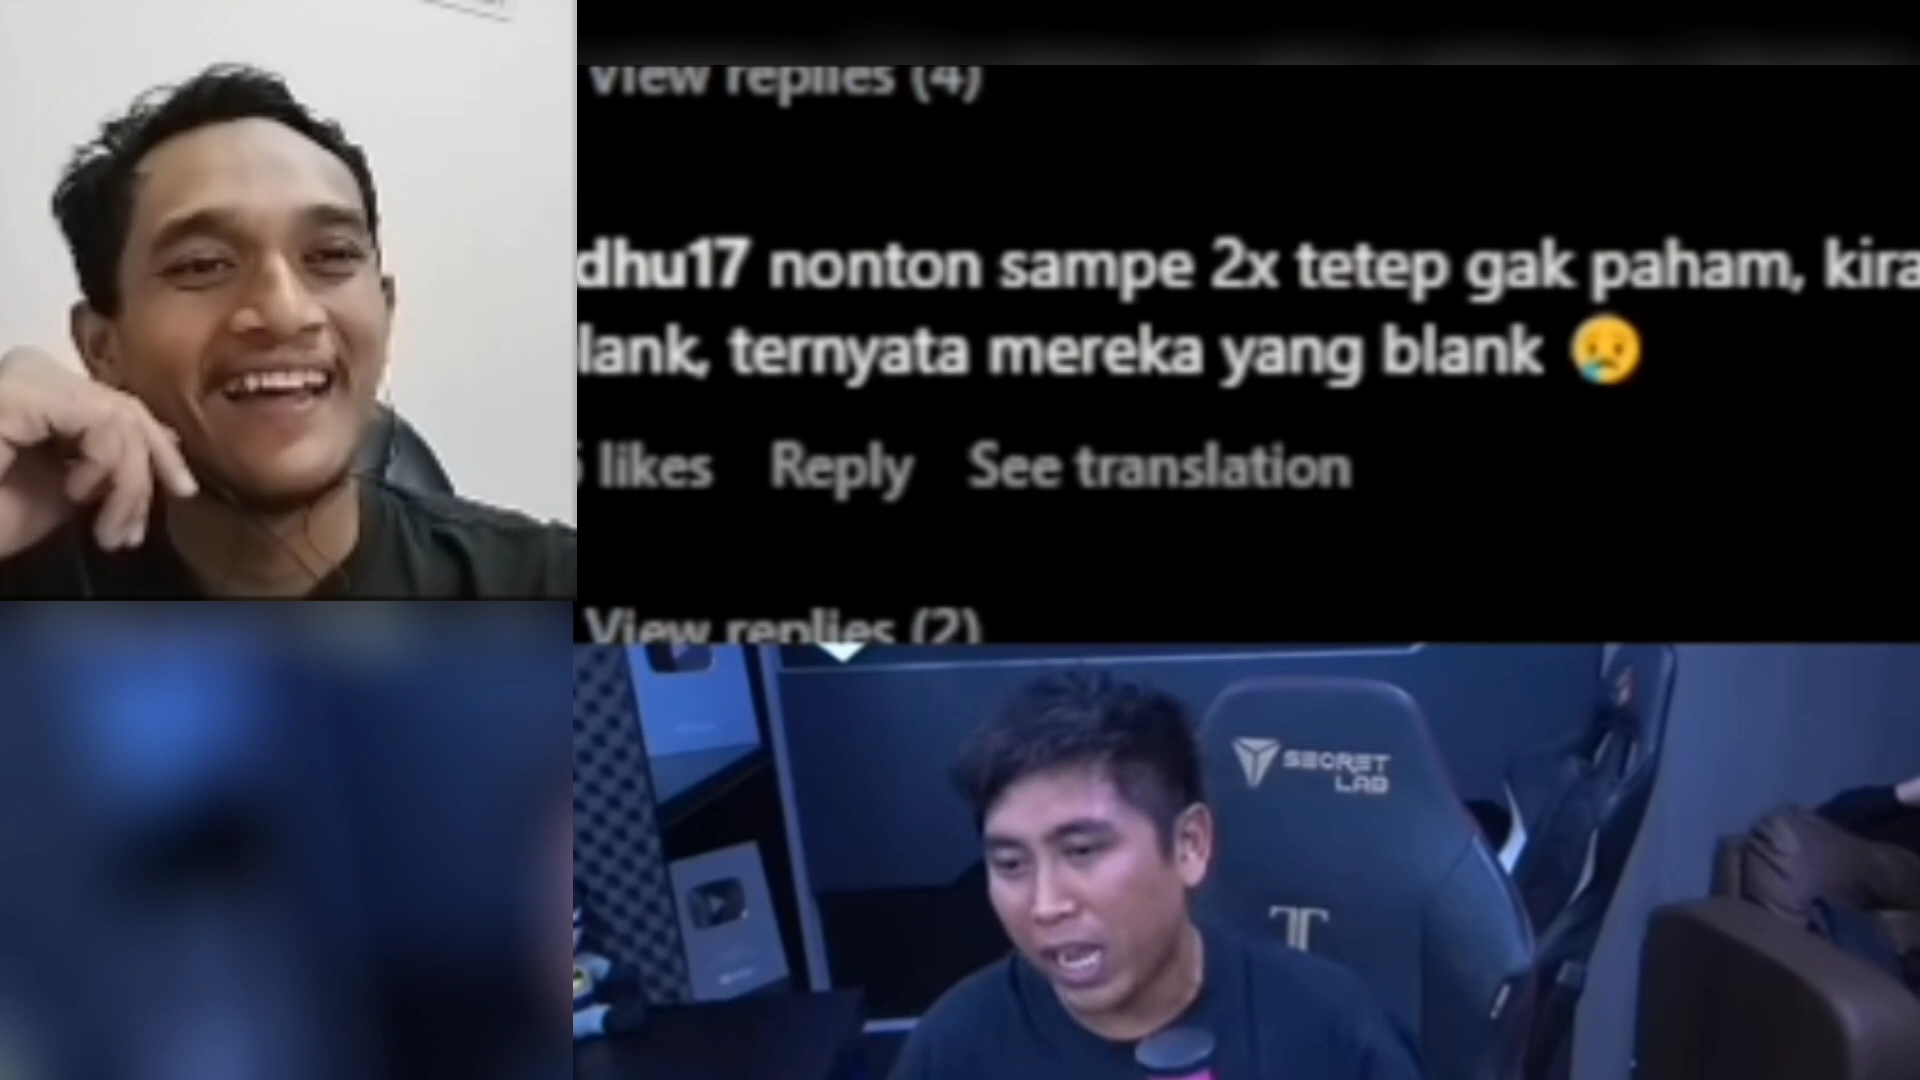 View replies (4)
dhu17 nonton sampe 2x tetep gak paham, kira
lank, ternyata mereka yang blank 😥
likes Reply See translation
View replies (2)
SECRET
LAB